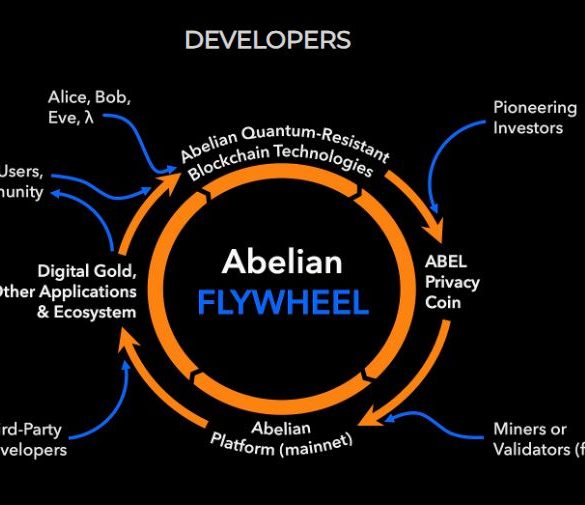 DEVELOPERS
Alice, Bob,
Eve, λ
Pioneering
Investors
Abelian Quantum-Resistant
Blockchain Technologies
Users,
munity
Abelian
FLYWHEEL
ABEL
Privacy
Coin
Digital Gold,
Other Applications
& Ecosystem
Abelian
Platform (mainnet)
ird-Party
velopers
Miners or
Validators (f